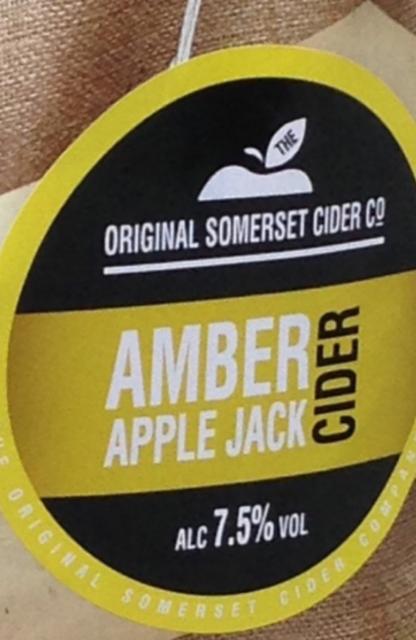 THE
ORIGINAL SOMERSET CIDER Cº
AMBER
APPLE JACK
CIDER
ALC 7.5% VOL
THE ORIGINAL SOMERSET CIDER COMPANY